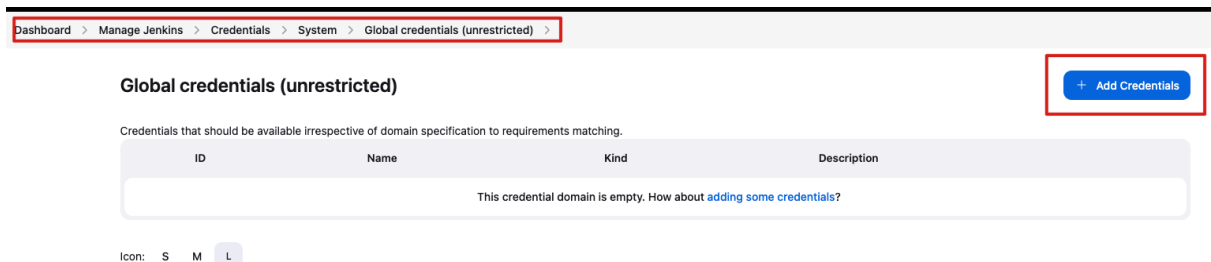 Dashboard > Manage Jenkins > Credentials > System > Global credentials (unrestricted) >
Global credentials (unrestricted)
+ Add Credentials
Credentials that should be available irrespective of domain specification to requirements matching.
ID Name Kind Description
This credential domain is empty. How about adding some credentials?
Icon: S M L